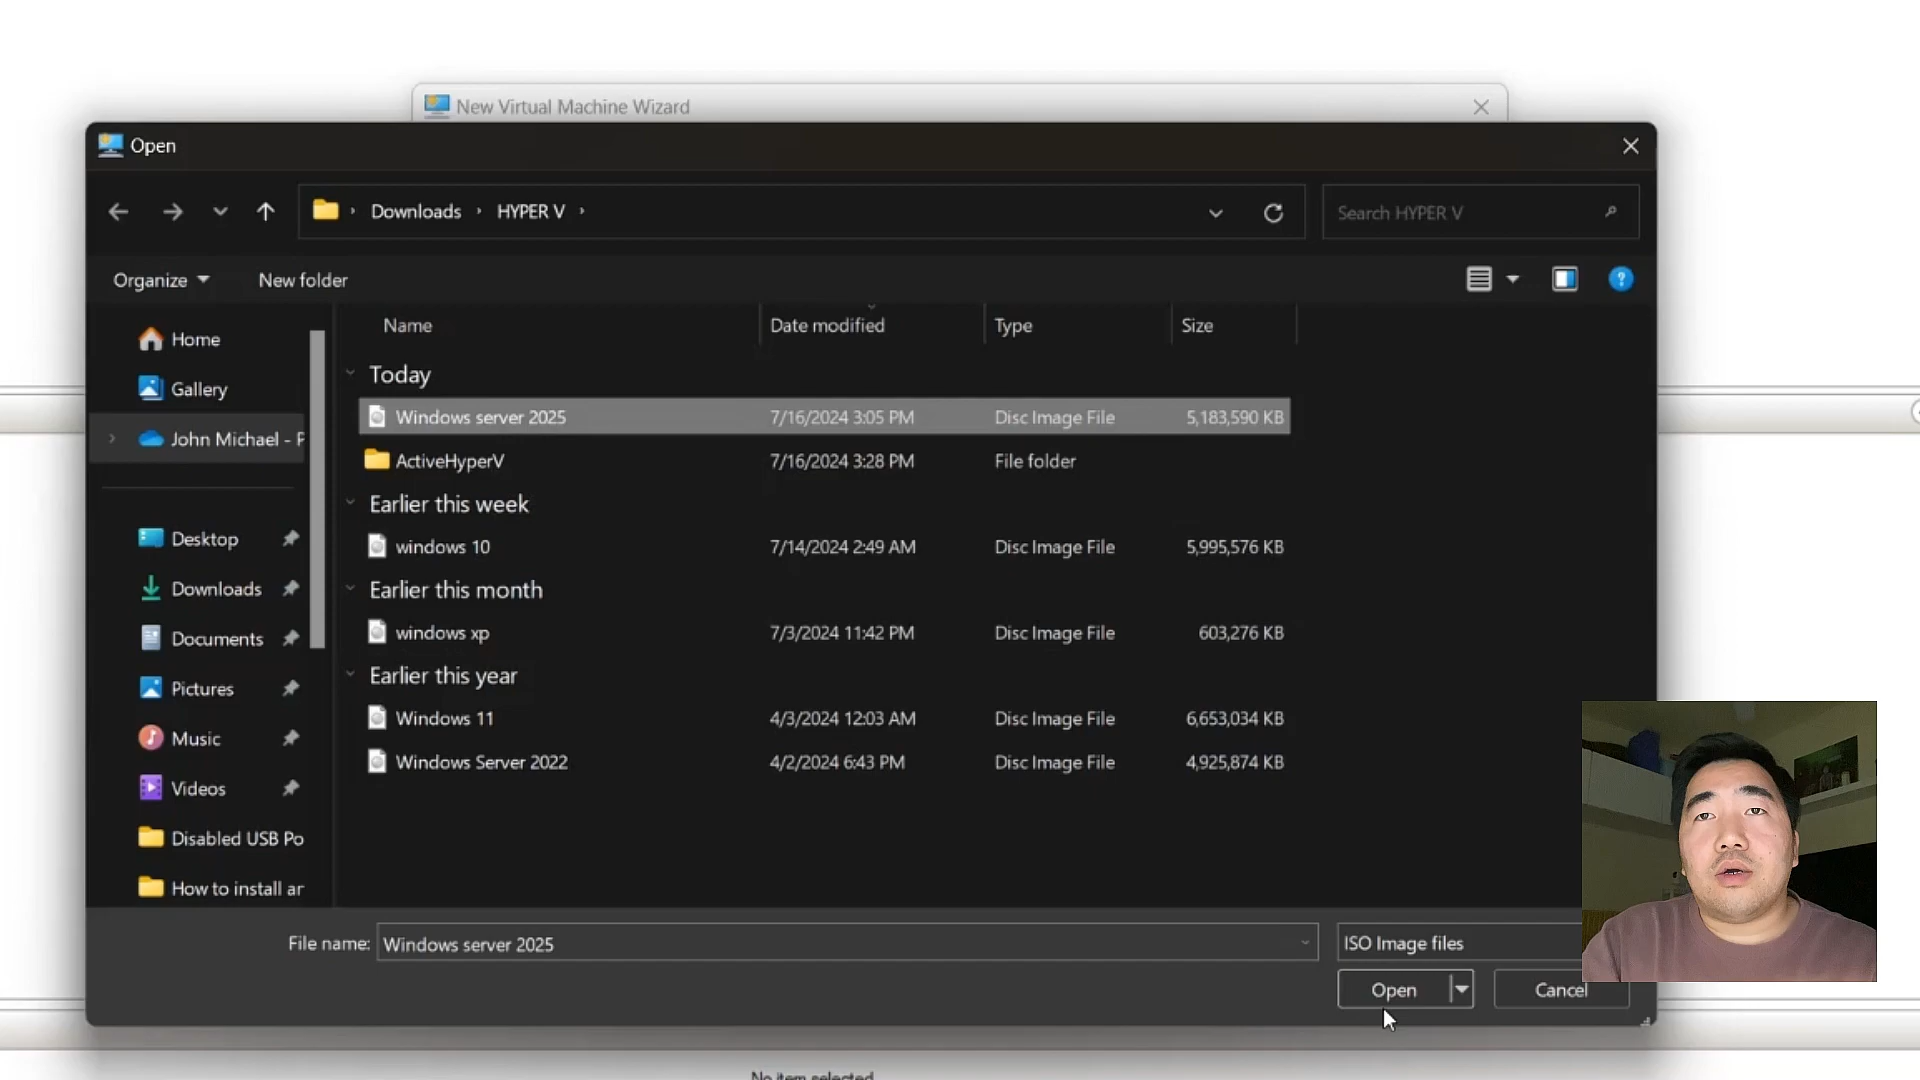 New Virtual Machine Wizard
Open
Downloads
HYPER V
Search HYPER V
Organize
New folder
Home
Gallery
John Michael - P
Desktop
Downloads
Documents
Pictures
Music
Videos
Disabled USB Po
How to install ar
Name Date modified Type Size
Today
Windows server 2025 7/16/2024 3:05 PM Disc Image File 5,183,590 KB
ActiveHyperV 7/16/2024 3:28 PM File folder
Earlier this week
windows 10 7/14/2024 2:49 AM Disc Image File 5,995,576 KB
Earlier this month
windows xp 7/3/2024 11:42 PM Disc Image File 603,276 KB
Earlier this year
Windows 11 4/3/2024 12:03 AM Disc Image File 6,653,034 KB
Windows Server 2022 4/2/2024 6:43 PM Disc Image File 4,925,874 KB
File name: Windows server 2025 ISO Image files
Open Cancel
No item selected